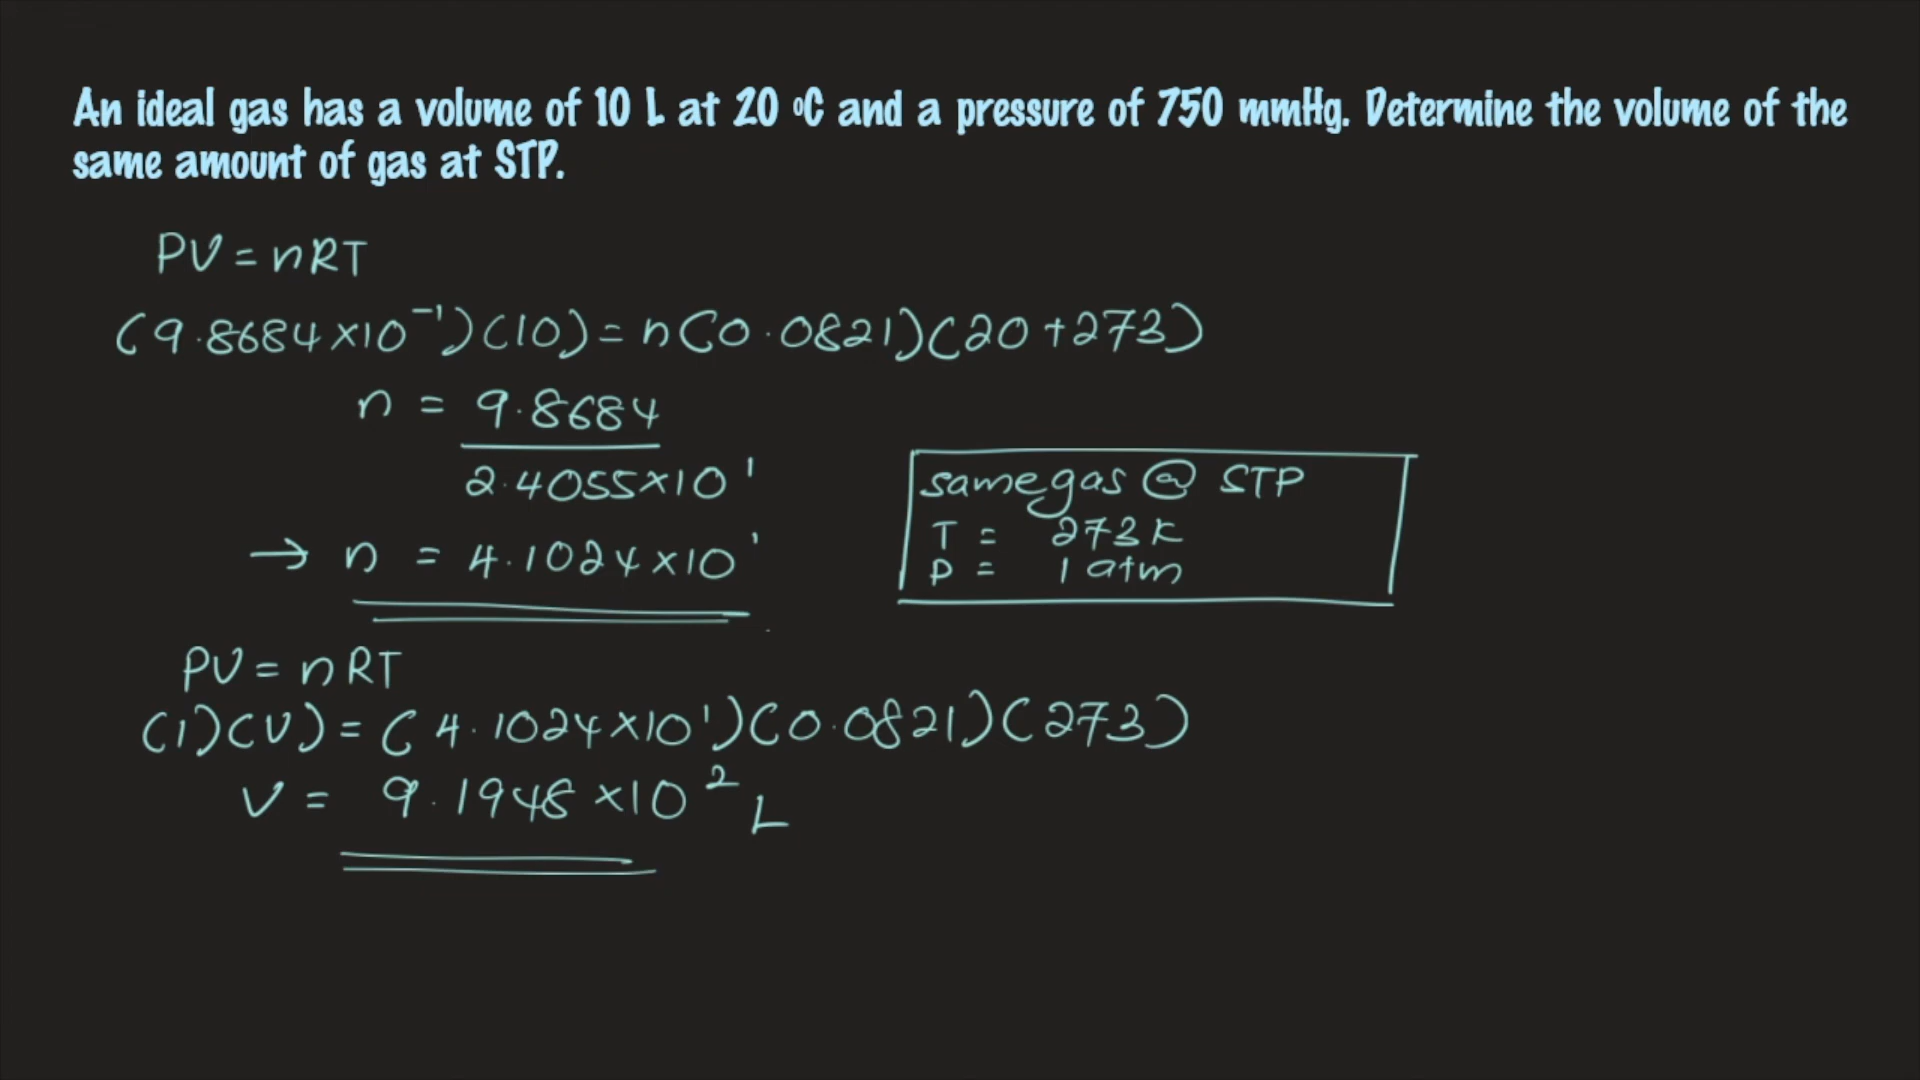 An ideal gas has a volume of 10 L at 20 ºC and a pressure of 750 mmHg. Determine the volume of the
same amount of gas at STP.
PV = nRT
(9.8684×10⁻¹)(10) = n(0.0821)(20+273)
n = 9.8684
2.4055×10¹
→ n = 4.1024×10¹
same gas @ STP
T = 273K
P = 1 atm
PV = nRT
(1)(V) = (4.1024×10¹)(0.0821)(273)
V = 9.1948×10² L